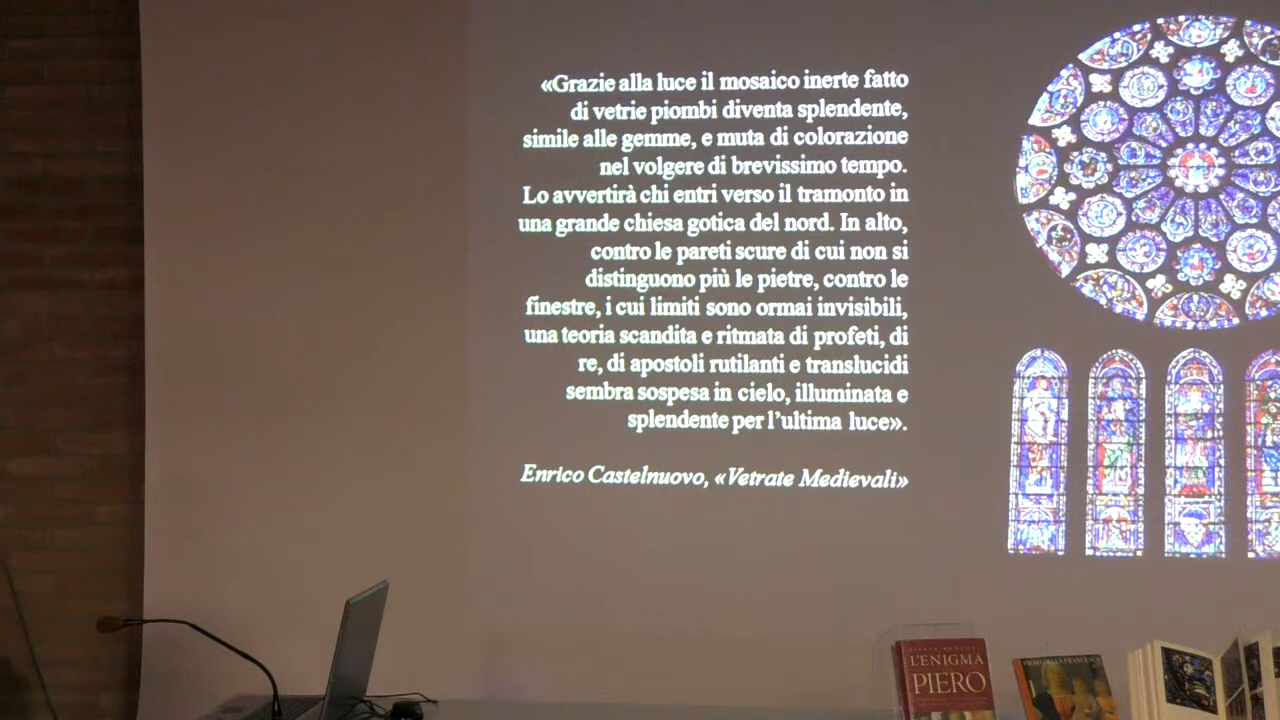 «Grazie alla luce il mosaico inerte fatto
di vetri e piombi diventa splendente,
simile alle gemme, e muta di colorazione
nel volgere di brevissimo tempo.
Lo avvertirà chi entri verso il tramonto in
una grande chiesa gotica del nord. In alto,
contro le pareti scure di cui non si
distinguono più le pietre, contro le
finestre, i cui limiti sono ormai invisibili,
una teoria scandita e ritmata di profeti, di
re, di apostoli rutilanti e translucidi
sembra sospesa in cielo, illuminata e
splendente per l’ultima luce».
Enrico Castelnuovo, «Vetrate Medievali»
L'ENIGMA
PIERO
PIERO DELLA FRANCESCA